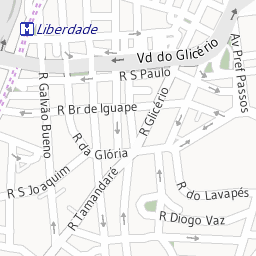 Liberdade
Vd do Glicério
Av Pref Passos
R S Paulo
R Galvão Bueno
R Br de Iguape
R Glicério
R da Glória
R S Joaquim
R Tamandaré
R do Lavapés
R Diogo Vaz